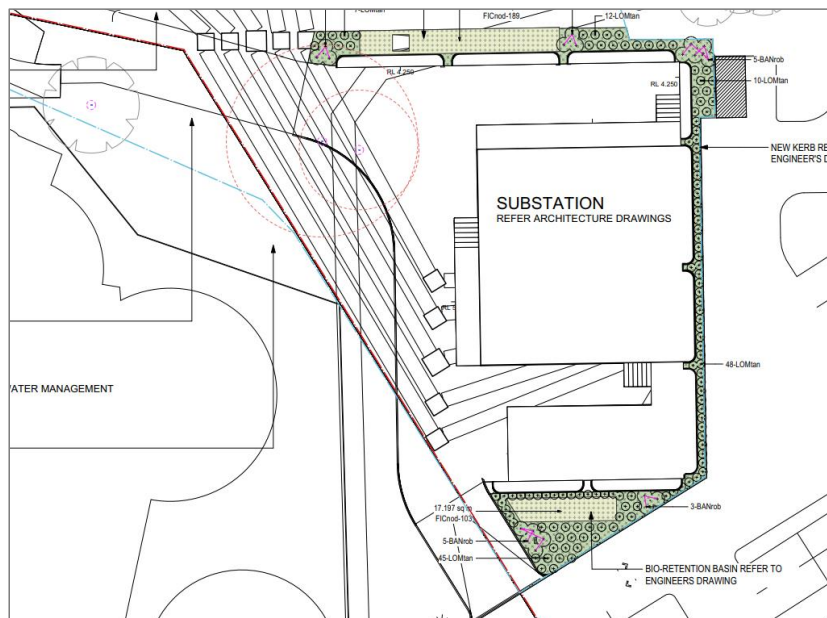 FICnod-189
12-LOMtan
5-BANrob
RL 4.250
RL 4.250
10-LOMtan
NEW KERB RE
ENGINEER'S D
SUBSTATION
REFER ARCHITECTURE DRAWINGS
48-LOMtan
ATER MANAGEMENT
17.197 sq m
FICnod-103
3-BANrob
5-BANrob
45-LOMtan
BIO-RETENTION BASIN REFER TO
ENGINEERS DRAWING